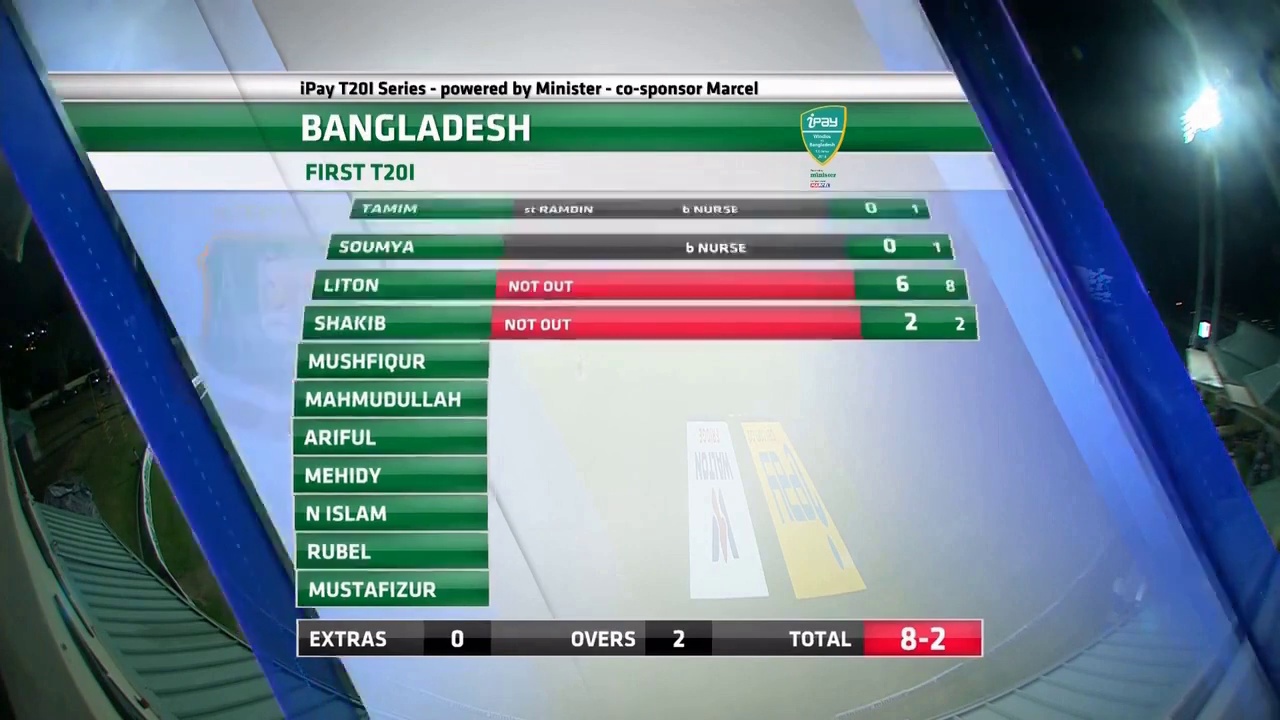 iPay T20I Series - powered by Minister - co-sponsor Marcel
BANGLADESH
iPay
FIRST T20I
TAMIM st RAMDIN b NURSE 0 1
SOUMYA b NURSE 0 1
LITON NOT OUT 6 8
SHAKIB NOT OUT 2 2
MUSHFIQUR
MAHMUDULLAH
ARIFUL
MEHIDY
N ISLAM
RUBEL
MUSTAFIZUR
EXTRAS 0 OVERS 2 TOTAL 8-2